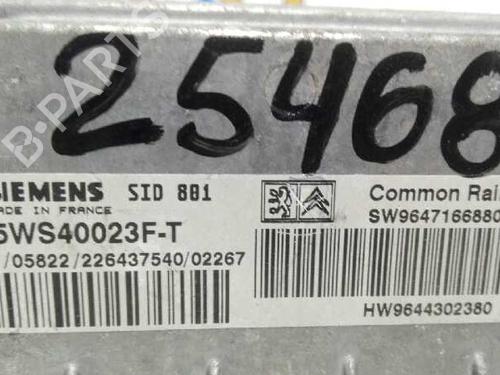 25468
SIEMENS SID 801
MADE IN FRANCE
5WS40023F-T
/05822/226437540/02267
Common Rail
SW9647166880
HW9644302380
B-PARTS